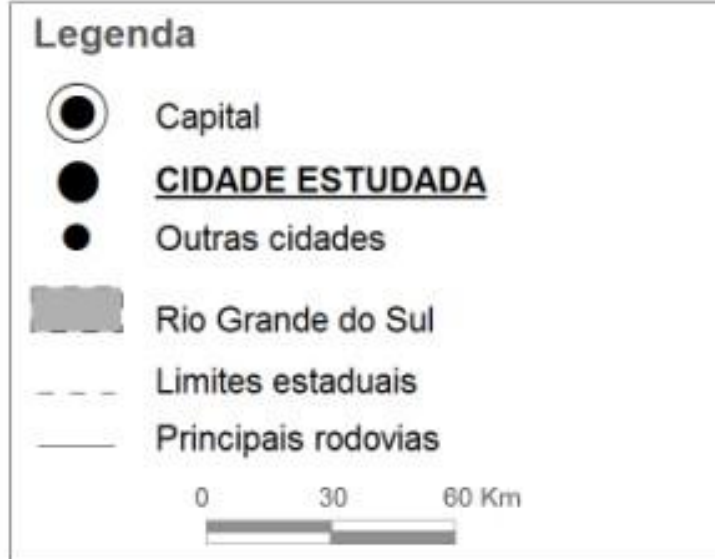 Legenda
Capital
CIDADE ESTUDADA
Outras cidades
Rio Grande do Sul
Limites estaduais
Principais rodovias
0 30 60 Km